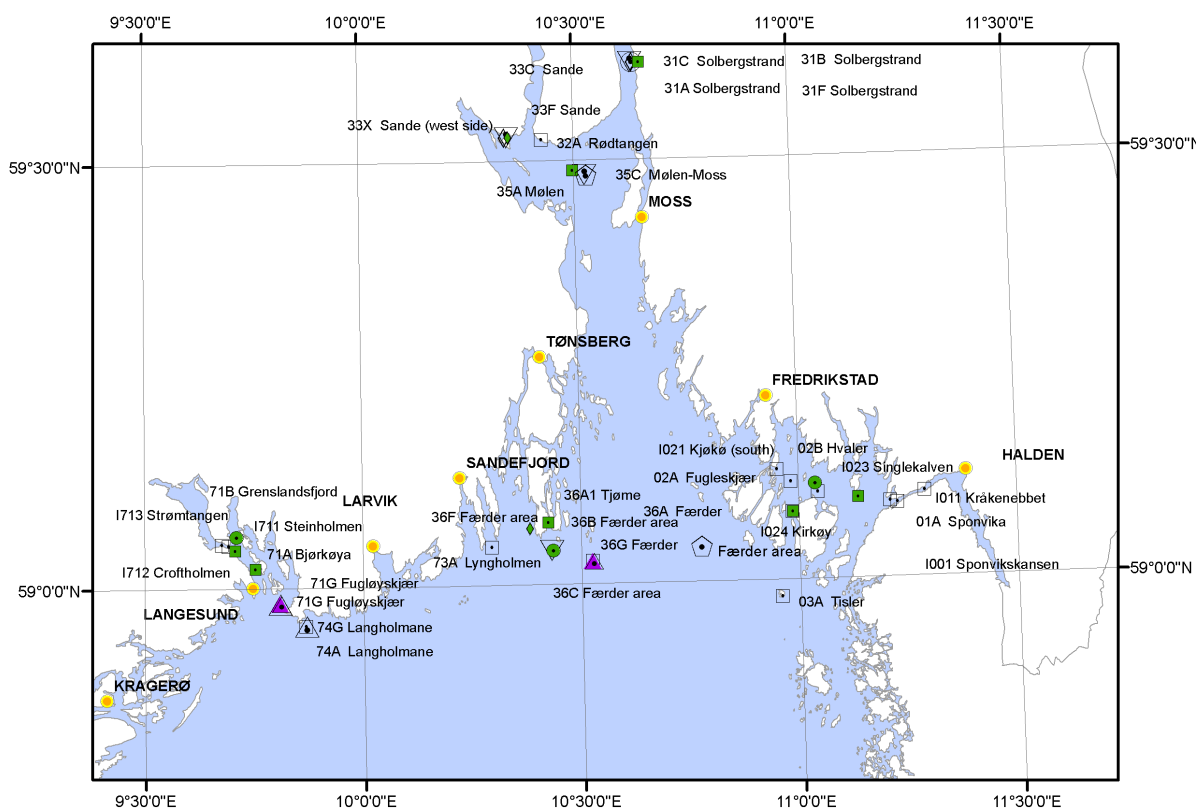 9°30'0"E 10°0'0"E 10°30'0"E 11°0'0"E 11°30'0"E
33C Sande
31C Solbergstrand
31B Solbergstrand
31A Solbergstrand
31F Solbergstrand
33F Sande
33X Sande (west side)
32A Rødtangen
59°30'0"N
59°30'0"N
35C Mølen-Moss
35A Mølen
MOSS
TØNSBERG
FREDRIKSTAD
I021 Kjøkø (south)
02B Hvaler
HALDEN
SANDEFJORD
02A Fugleskjær
I023 Singlekalven
71B Grenslandsfjord
LARVIK
36A1 Tjøme
I011 Kråkenebbet
I713 Strømtangen
I711 Steinholmen
36F Færder area
36B Færder area
36A Færder
01A Sponvika
I024 Kirkøy
71A Bjørkøya
73A Lyngholmen
36G Færder
Færder area
I001 Sponvikskansen
I712 Croftholmen
59°0'0"N
59°0'0"N
71G Fugløyskjær
36C Færder area
71G Fugløyskjær
03A Tisler
LANGESUND
74G Langholmane
74A Langholmane
KRAGERØ
9°30'0"E 10°0'0"E 10°30'0"E 11°0'0"E 11°30'0"E